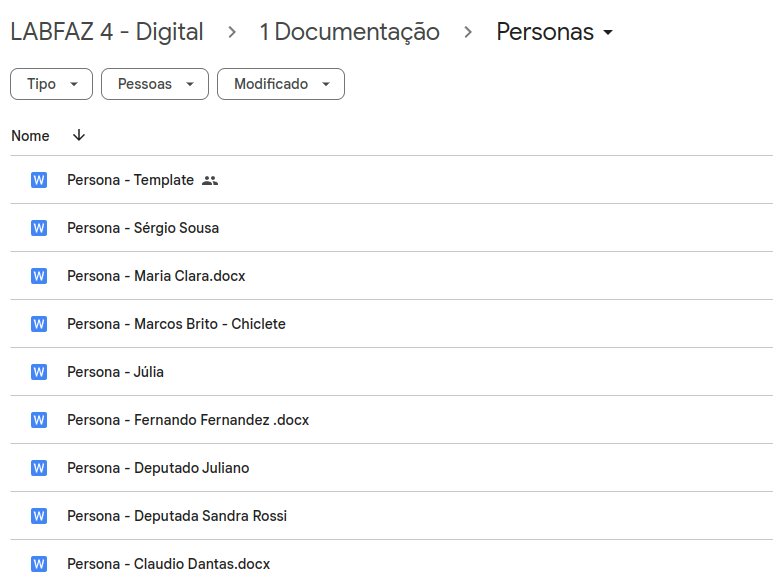 LABFAZ 4 - Digital > 1 Documentação > Personas
Tipo Pessoas Modificado
Nome
W Persona - Template
W Persona - Sérgio Sousa
W Persona - Maria Clara.docx
W Persona - Marcos Brito - Chiclete
W Persona - Júlia
W Persona - Fernando Fernandez .docx
W Persona - Deputado Juliano
W Persona - Deputada Sandra Rossi
W Persona - Claudio Dantas.docx